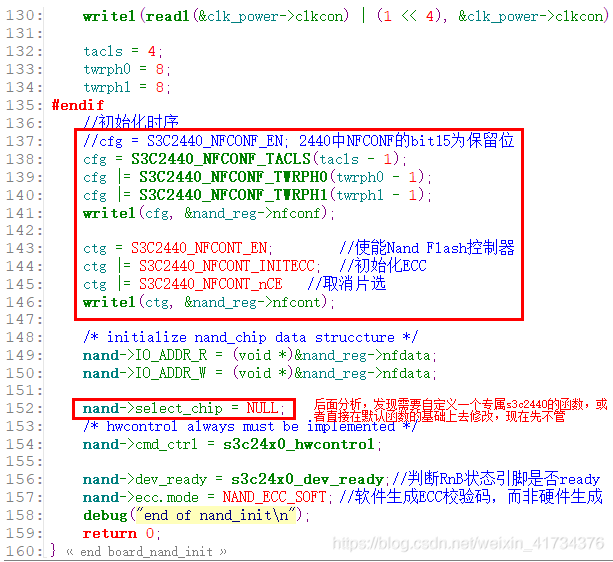 130:     writel(readl(&clk_power->clkcon) | (1 << 4), &clk_power->clkcon)
131:
132:     tacls = 4;
133:     twrph0 = 8;
134:     twrph1 = 8;
135: #endif
136:     //初始化时序
137:     //cfg = S3C2440_NFCONF_EN; 2440中NFCONF的bit15为保留位
138:     cfg = S3C2440_NFCONF_TACLS(tacls - 1);
139:     cfg |= S3C2440_NFCONF_TWRPH0(twrph0 - 1);
140:     cfg |= S3C2440_NFCONF_TWRPH1(twrph1 - 1);
141:     writel(cfg, &nand_reg->nfconf);
142:
143:     ctg = S3C2440_NFCONT_EN;        //使能Nand Flash控制器
144:     ctg |= S3C2440_NFCONT_INITECC;  //初始化ECC
145:     ctg |= S3C2440_NFCONT_nCE   //取消片选
146:     writel(ctg, &nand_reg->nfcont);
147:
148:     /* initialize nand_chip data struccture */
149:     nand->IO_ADDR_R = (void *)&nand_reg->nfdata;
150:     nand->IO_ADDR_W = (void *)&nand_reg->nfdata;
151:
152:     nand->select_chip = NULL;
后面分析，发现需要自定义一个专属s3c2440的函数，或
者直接在默认函数的基础上去修改，现在先不管
153:     /* hwcontrol always must be implemented */
154:     nand->cmd_ctrl = s3c24x0_hwcontrol;
155:
156:     nand->dev_ready = s3c24x0_dev_ready;//判断RnB状态引脚是否ready
157:     nand->ecc.mode = NAND_ECC_SOFT; //软件生成ECC校验码，而非硬件生成
158:     debug("end of nand_init\n");
159:     return 0;
160: } « end board_nand_init »
https://blog.csdn.net/weixin_41734376